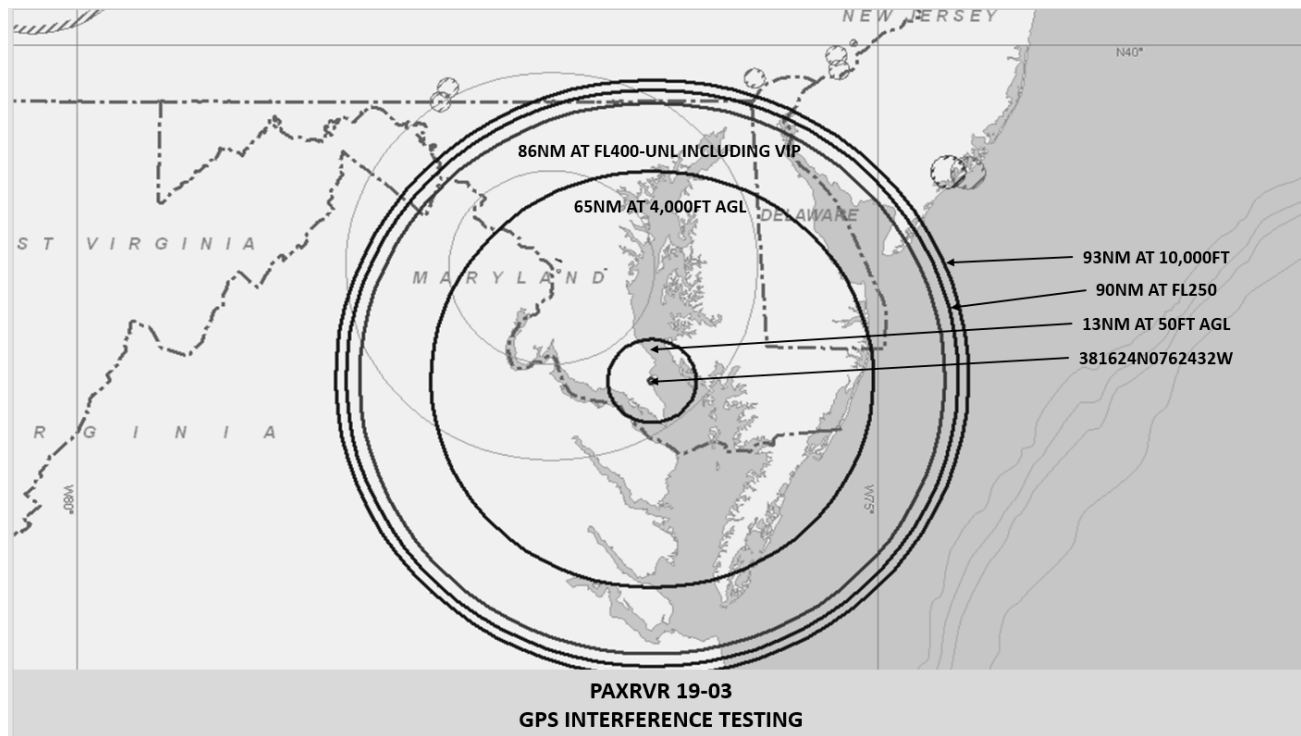 NEW JERSEY
N40°
86NM AT FL400-UNL INCLUDING VIP
65NM AT 4,000FT AGL
DELAWARE
ST VIRGINIA
MARYLAND
93NM AT 10,000FT
90NM AT FL250
13NM AT 50FT AGL
381624N0762432W
RGINIA
W80°
W75°
PAXRVR 19-03
GPS INTERFERENCE TESTING